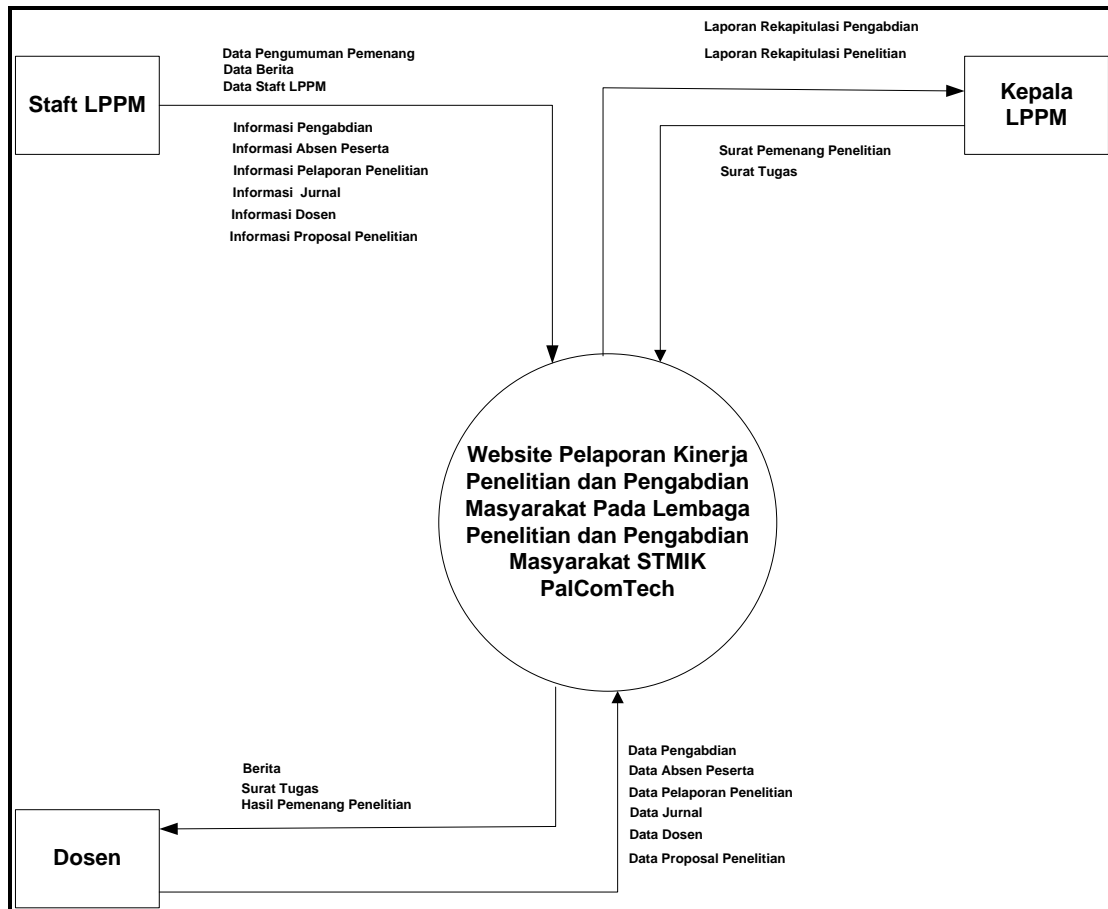 Staft LPPM
Data Pengumuman Pemenang
Data Berita
Data Staft LPPM
Informasi Pengabdian
Informasi Absen Peserta
Informasi Pelaporan Penelitian
Informasi Jurnal
Informasi Dosen
Informasi Proposal Penelitian
Laporan Rekapitulasi Pengabdian
Laporan Rekapitulasi Penelitian
Kepala
LPPM
Surat Pemenang Penelitian
Surat Tugas
Website Pelaporan Kinerja
Penelitian dan Pengabdian
Masyarakat Pada Lembaga
Penelitian dan Pengabdian
Masyarakat STMIK
PalComTech
Berita
Surat Tugas
Hasil Pemenang Penelitian
Dosen
Data Pengabdian
Data Absen Peserta
Data Pelaporan Penelitian
Data Jurnal
Data Dosen
Data Proposal Penelitian